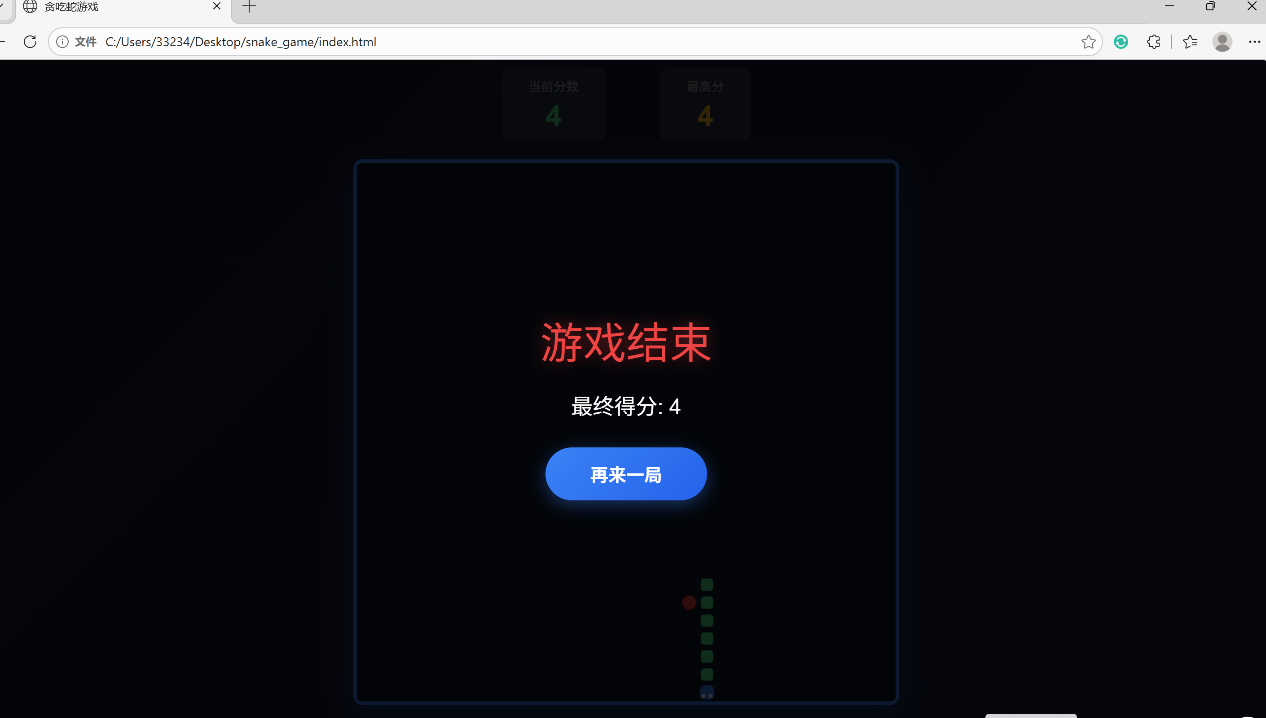 贪吃蛇游戏
文件 C:/Users/33234/Desktop/snake_game/index.html
当前分数 最高分
4 4
游戏结束
最终得分: 4
再来一局